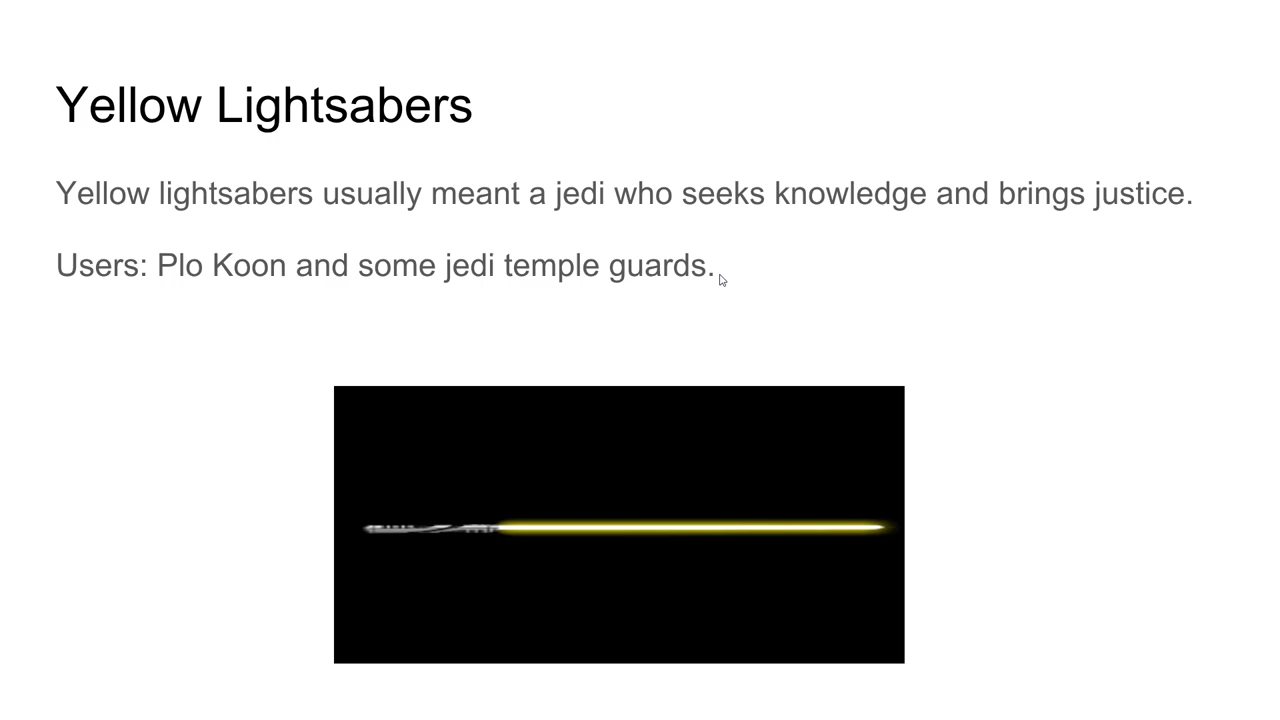 Yellow Lightsabers
Yellow lightsabers usually meant a jedi who seeks knowledge and brings justice.
Users: Plo Koon and some jedi temple guards.